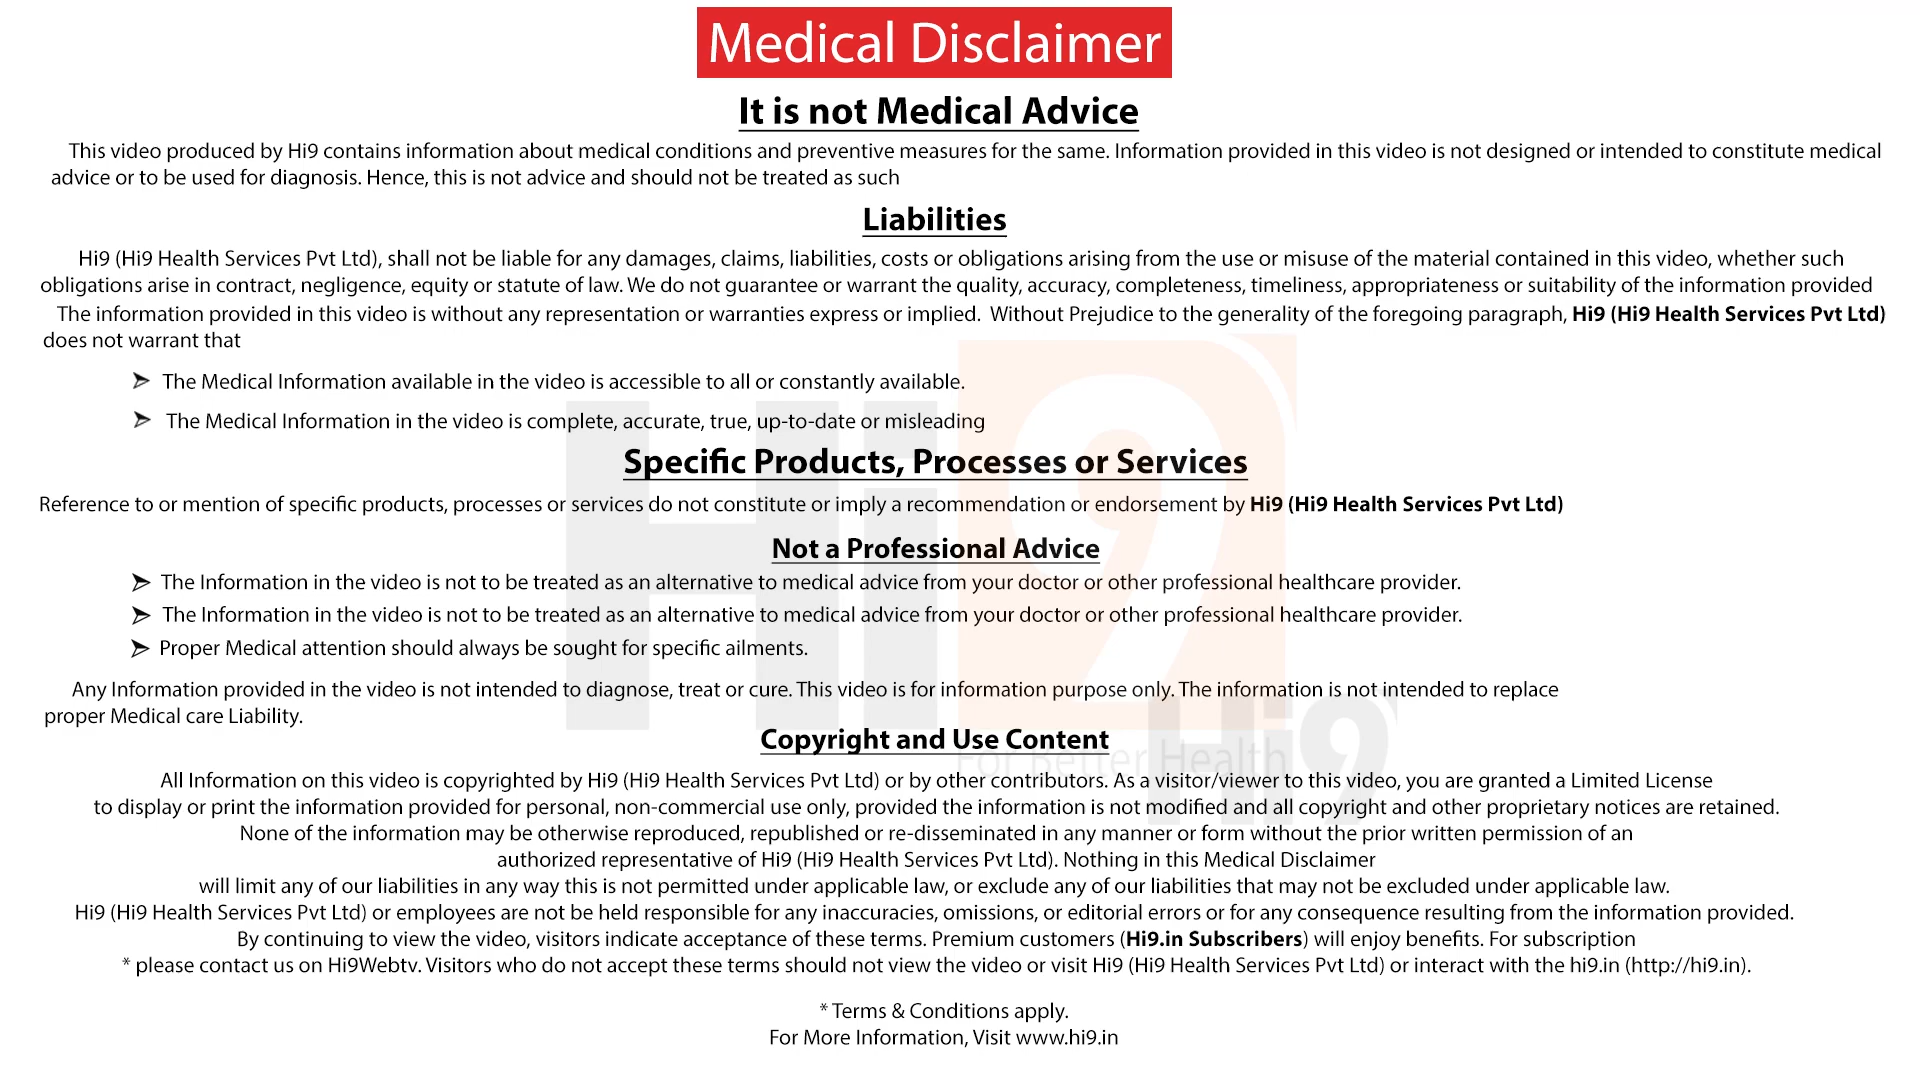 Medical Disclaimer
It is not Medical Advice
This video produced by Hi9 contains information about medical conditions and preventive measures for the same. Information provided in this video is not designed or intended to constitute medical
advice or to be used for diagnosis. Hence, this is not advice and should not be treated as such
Liabilities
Hi9 (Hi9 Health Services Pvt Ltd), shall not be liable for any damages, claims, liabilities, costs or obligations arising from the use or misuse of the material contained in this video, whether such
obligations arise in contract, negligence, equity or statute of law. We do not guarantee or warrant the quality, accuracy, completeness, timeliness, appropriateness or suitability of the information provided
The information provided in this video is without any representation or warranties express or implied. Without Prejudice to the generality of the foregoing paragraph, Hi9 (Hi9 Health Services Pvt Ltd)
does not warrant that
➢ The Medical Information available in the video is accessible to all or constantly available.
➢ The Medical Information in the video is complete, accurate, true, up-to-date or misleading
Specific Products, Processes or Services
Reference to or mention of specific products, processes or services do not constitute or imply a recommendation or endorsement by Hi9 (Hi9 Health Services Pvt Ltd)
Not a Professional Advice
➢ The Information in the video is not to be treated as an alternative to medical advice from your doctor or other professional healthcare provider.
➢ The Information in the video is not to be treated as an alternative to medical advice from your doctor or other professional healthcare provider.
➢ Proper Medical attention should always be sought for specific ailments.
Any Information provided in the video is not intended to diagnose, treat or cure. This video is for information purpose only. The information is not intended to replace
proper Medical care Liability.
Copyright and Use Content
All Information on this video is copyrighted by Hi9 (Hi9 Health Services Pvt Ltd) or by other contributors. As a visitor/viewer to this video, you are granted a Limited License
to display or print the information provided for personal, non-commercial use only, provided the information is not modified and all copyright and other proprietary notices are retained.
None of the information may be otherwise reproduced, republished or re-disseminated in any manner or form without the prior written permission of an
authorized representative of Hi9 (Hi9 Health Services Pvt Ltd). Nothing in this Medical Disclaimer
will limit any of our liabilities in any way this is not permitted under applicable law, or exclude any of our liabilities that may not be excluded under applicable law.
Hi9 (Hi9 Health Services Pvt Ltd) or employees are not be held responsible for any inaccuracies, omissions, or editorial errors or for any consequence resulting from the information provided.
By continuing to view the video, visitors indicate acceptance of these terms. Premium customers (Hi9.in Subscribers) will enjoy benefits. For subscription
* please contact us on Hi9Webtv. Visitors who do not accept these terms should not view the video or visit Hi9 (Hi9 Health Services Pvt Ltd) or interact with the hi9.in (http://hi9.in).
* Terms & Conditions apply.
For More Information, Visit www.hi9.in
Hi9
For Better Health
Hi9